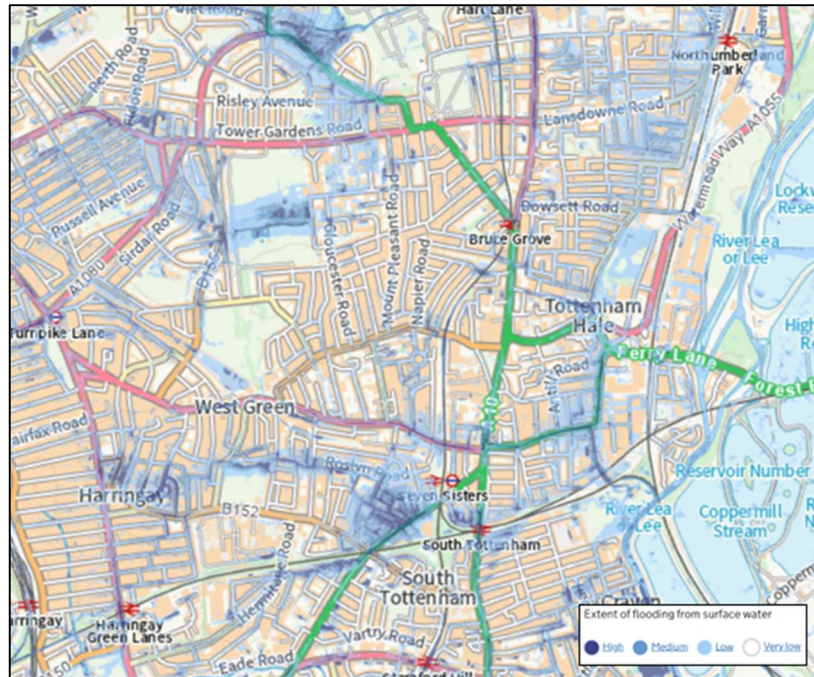 Hart Lane
Northumberland
Park
Perth Road
Risley Avenue
Tower Gardens Road
Lansdowne Road
Watermead Way A1055
Russell Avenue
Sirdar Road
A1080
B155
Gloucester Road
Mount Pleasant Road
Napier Road
Dowsett Road
Bruce Grove
River Lea
or Lee
Turnpike Lane
Tottenham
Hale
Ferry Lane
A10
West Green
Roslyn Road
Seven Sisters
Reservoir Number
Harringay
B152
River Lea
Lee
Coppermill
Stream
South Tottenham
Hermitage Road
South
Tottenham
Harringay
Green Lanes
Vartry Road
Eade Road
Stamford Hill
Extent of flooding from surface water
High
Medium
Low
Very low